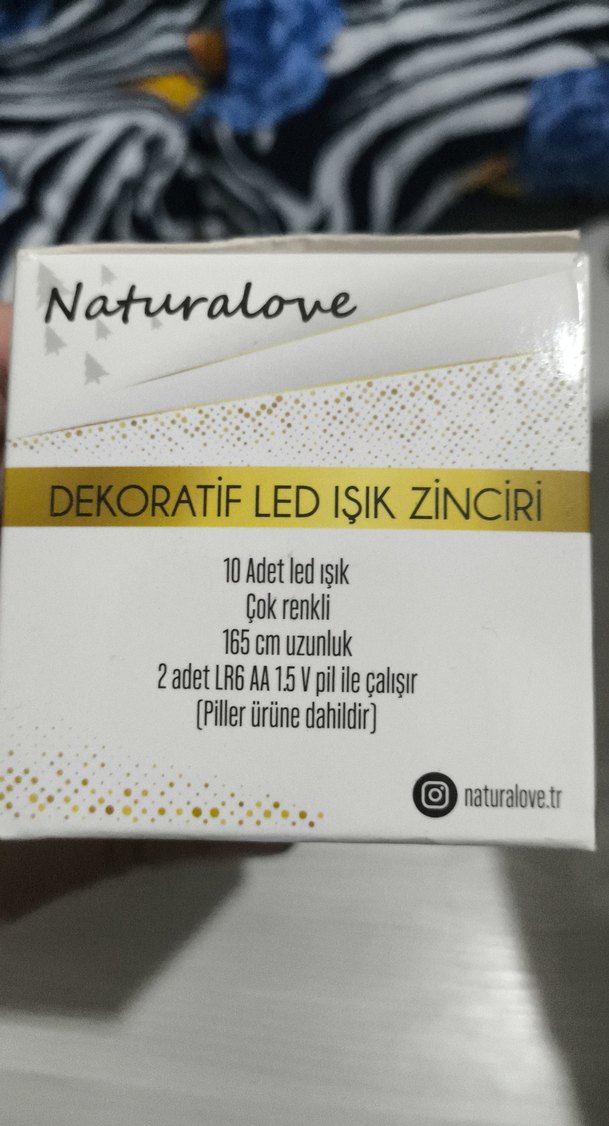 Naturalove
DEKORATİF LED IŞIK ZİNCİRİ
10 Adet led ışık
Çok renkli
165 cm uzunluk
2 adet LR6 AA 1.5 V pil ile çalışır
(Piller ürüne dahildir)
naturalove.tr